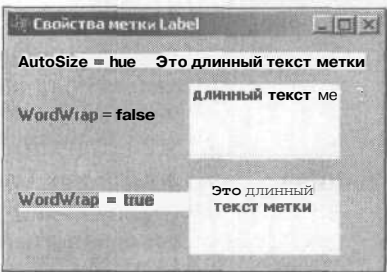 Свойства метки Label
AutoSize = hue Это длинный текст метки
длинный текст ме
WordWrap = false
Это длинный
WordWrap = true
текст метки